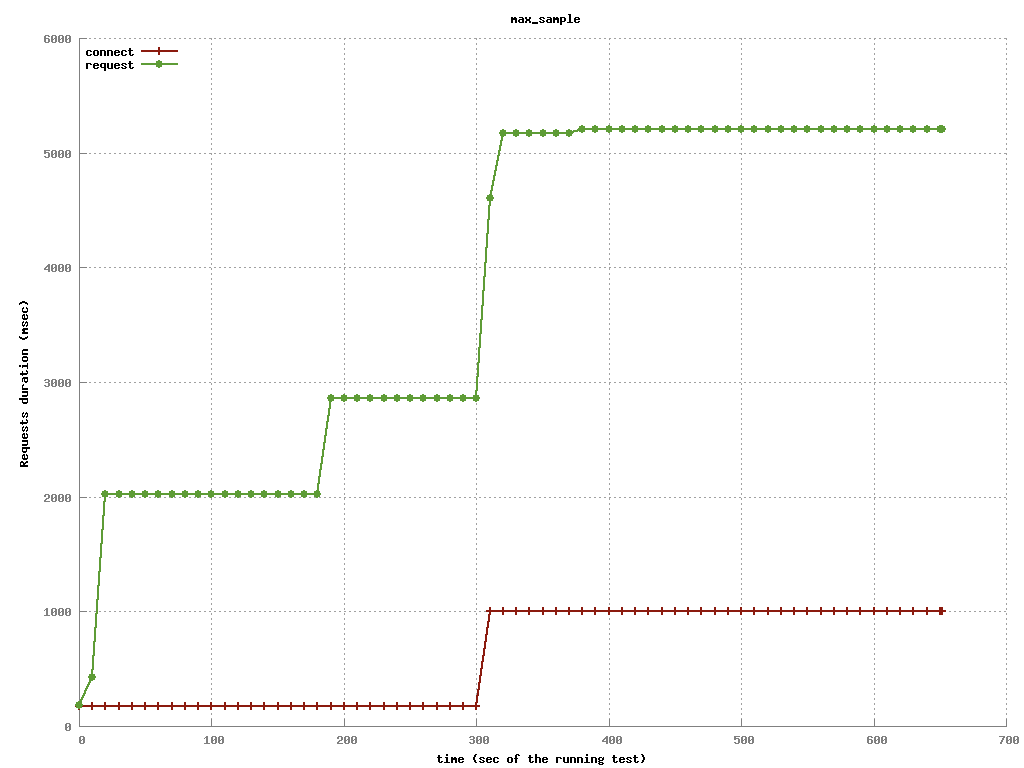 max_sample
6000
connect
request
5000
4000
3000
2000
1000
0
Requests duration (msec)
0 100 200 300 400 500 600 700
time (sec of the running test)